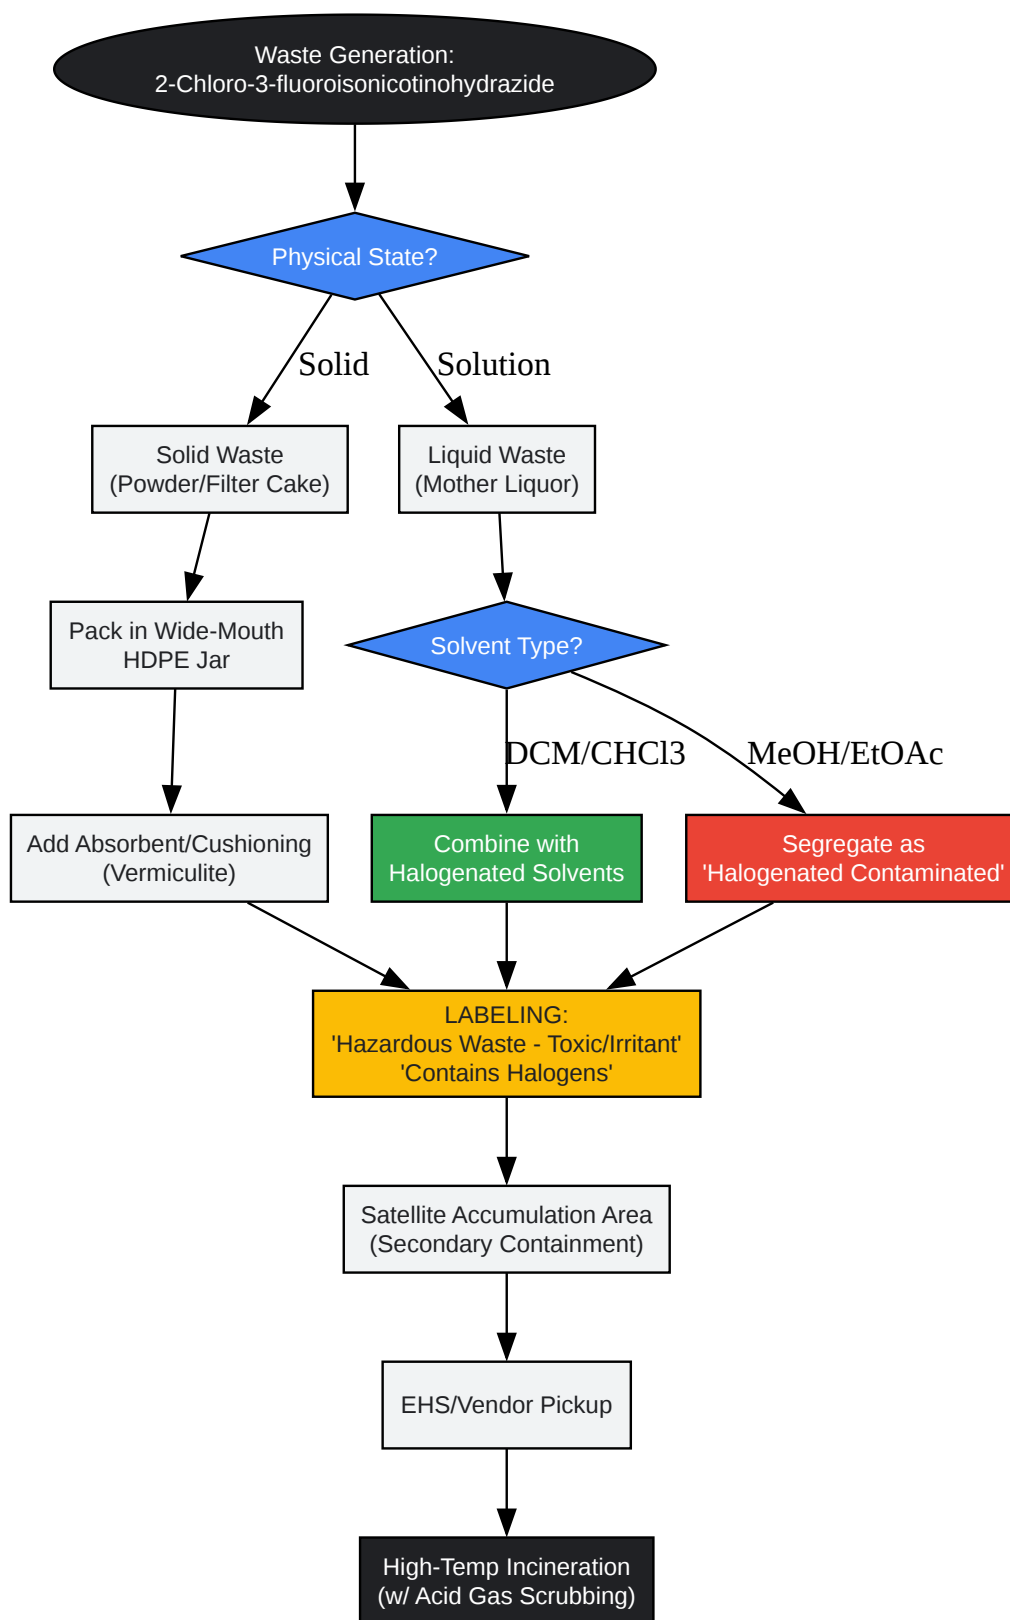 Waste Generation:
2-Chloro-3-fluoroisonicotinohydrazide
Physical State?
Solid
Solution
Solid Waste
(Powder/Filter Cake)
Liquid Waste
(Mother Liquor)
Pack in Wide-Mouth
HDPE Jar
Solvent Type?
DCM/CHCl3
MeOH/EtOAc
Add Absorbent/Cushioning
(Vermiculite)
Combine with
Halogenated Solvents
Segregate as
'Halogenated Contaminated'
LABELING:
'Hazardous Waste - Toxic/Irritant'
'Contains Halogens'
Satellite Accumulation Area
(Secondary Containment)
EHS/Vendor Pickup
High-Temp Incineration
(w/ Acid Gas Scrubbing)